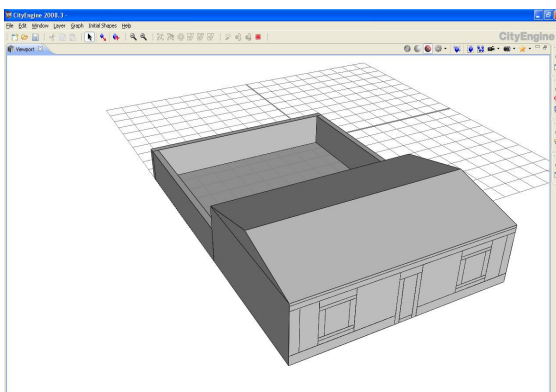 CityEngine 2008.3 -
File Edit Window Layer Graph Initial Shapes Help
CityEngine
Viewport